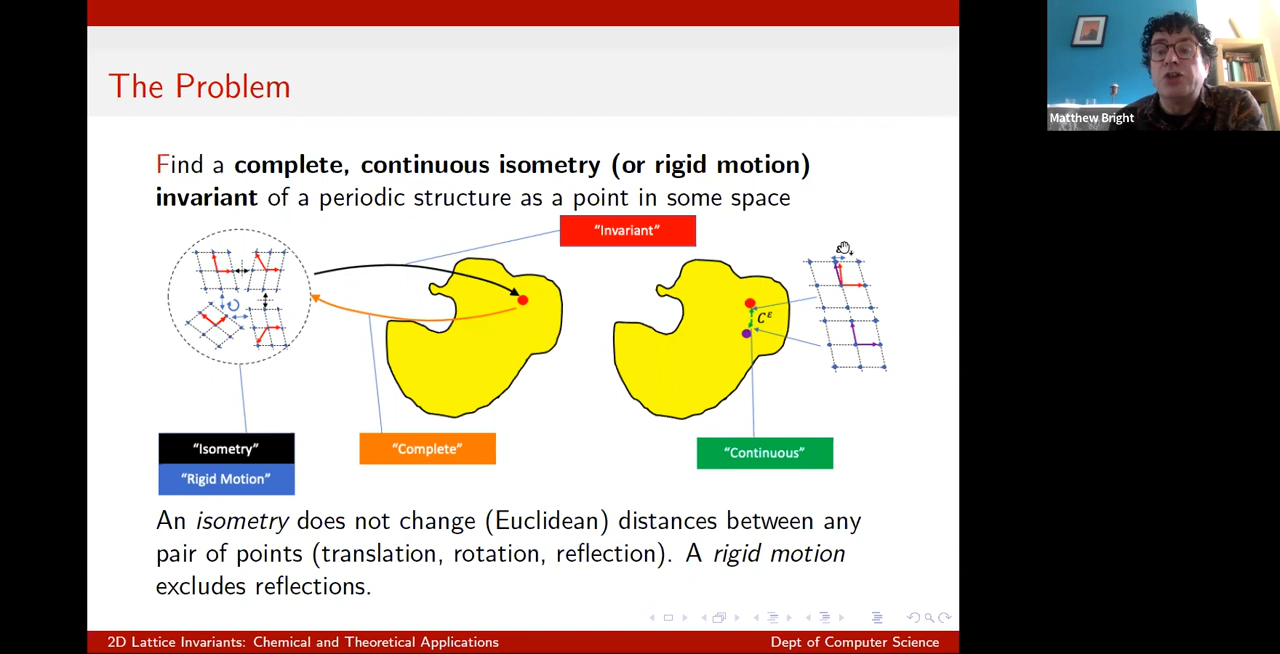 The Problem
Matthew Bright
Find a complete, continuous isometry (or rigid motion)
invariant of a periodic structure as a point in some space
“Invariant”
C^ε
“Isometry”
“Rigid Motion”
“Complete”
“Continuous”
An isometry does not change (Euclidean) distances between any
pair of points (translation, rotation, reflection). A rigid motion
excludes reflections.
2D Lattice Invariants: Chemical and Theoretical Applications
Dept of Computer Science